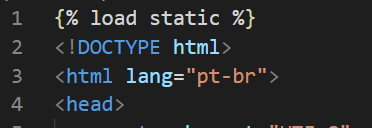 1 {% load static %}
2 <!DOCTYPE html>
3 <html lang="pt-br">
4 <head>